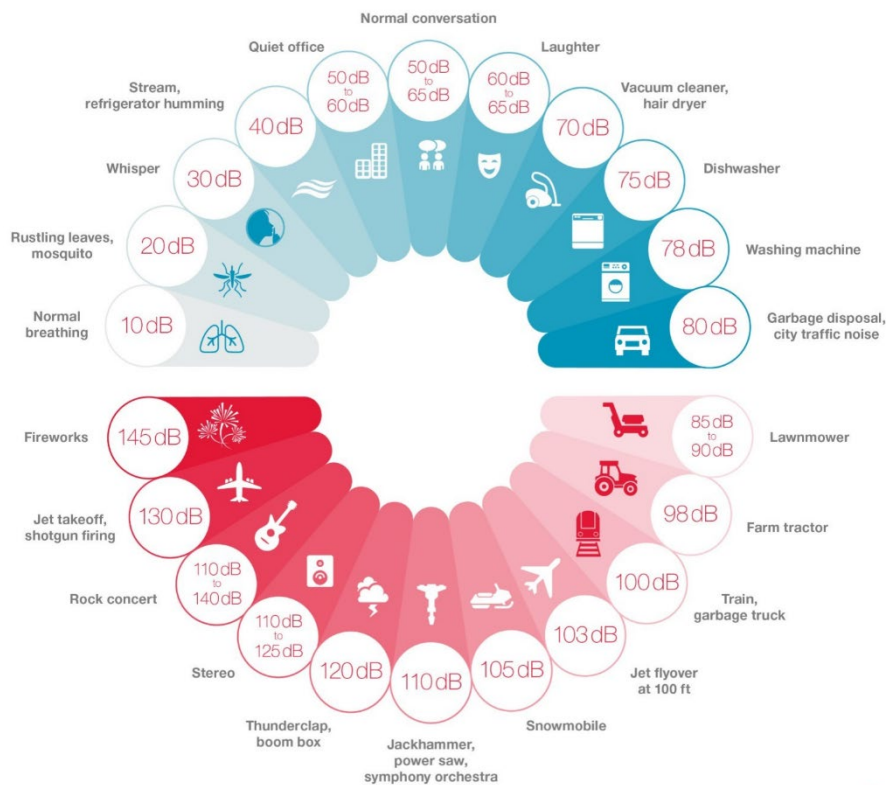 Normal conversation
Quiet office
Laughter
50 dB
to
60 dB
50 dB
to
65 dB
60 dB
to
65 dB
Stream,
refrigerator humming
40 dB
Vacuum cleaner,
hair dryer
70 dB
Whisper
30 dB
Dishwasher
75 dB
Rustling leaves,
mosquito
20 dB
Washing machine
78 dB
Normal
breathing
10 dB
Garbage disposal,
city traffic noise
80 dB
Fireworks
145 dB
85 dB
to
90 dB
Lawnmower
Jet takeoff,
shotgun firing
130 dB
98 dB
Farm tractor
Rock concert
110 dB
to
140 dB
100 dB
Train,
garbage truck
Stereo
110 dB
to
125 dB
103 dB
Jet flyover
at 100 ft
120 dB
Thunderclap,
boom box
110 dB
Jackhammer,
power saw,
symphony orchestra
105 dB
Snowmobile